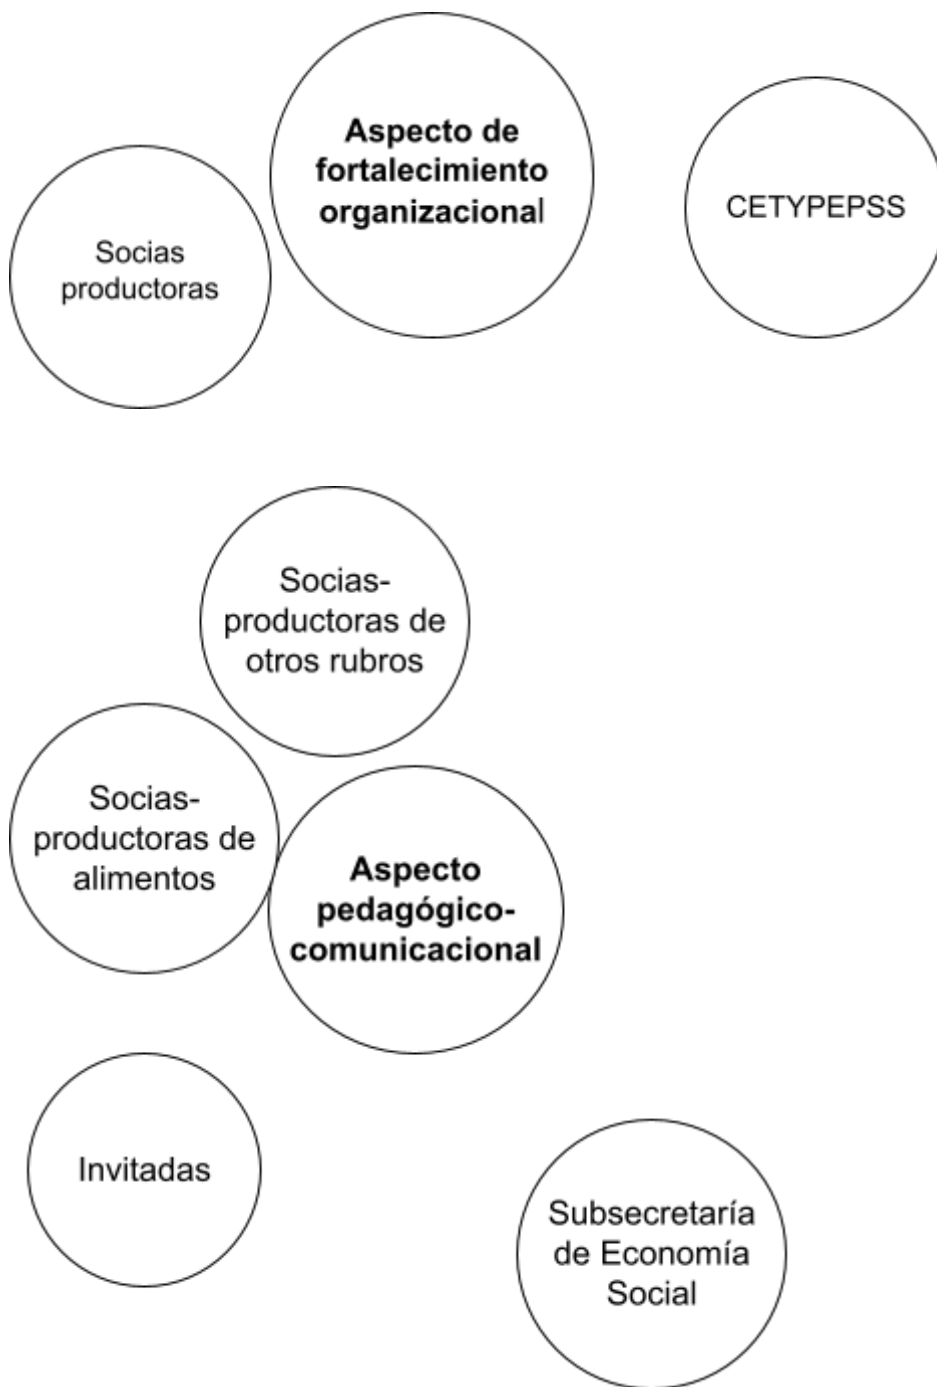 Aspecto de
fortalecimiento
organizacional
Socias
productoras
CETYPEPSS
Socias-
productoras de
otros rubros
Socias-
productoras de
alimentos
Aspecto
pedagógico-
comunicacional
Invitadas
Subsecretaría
de Economía
Social